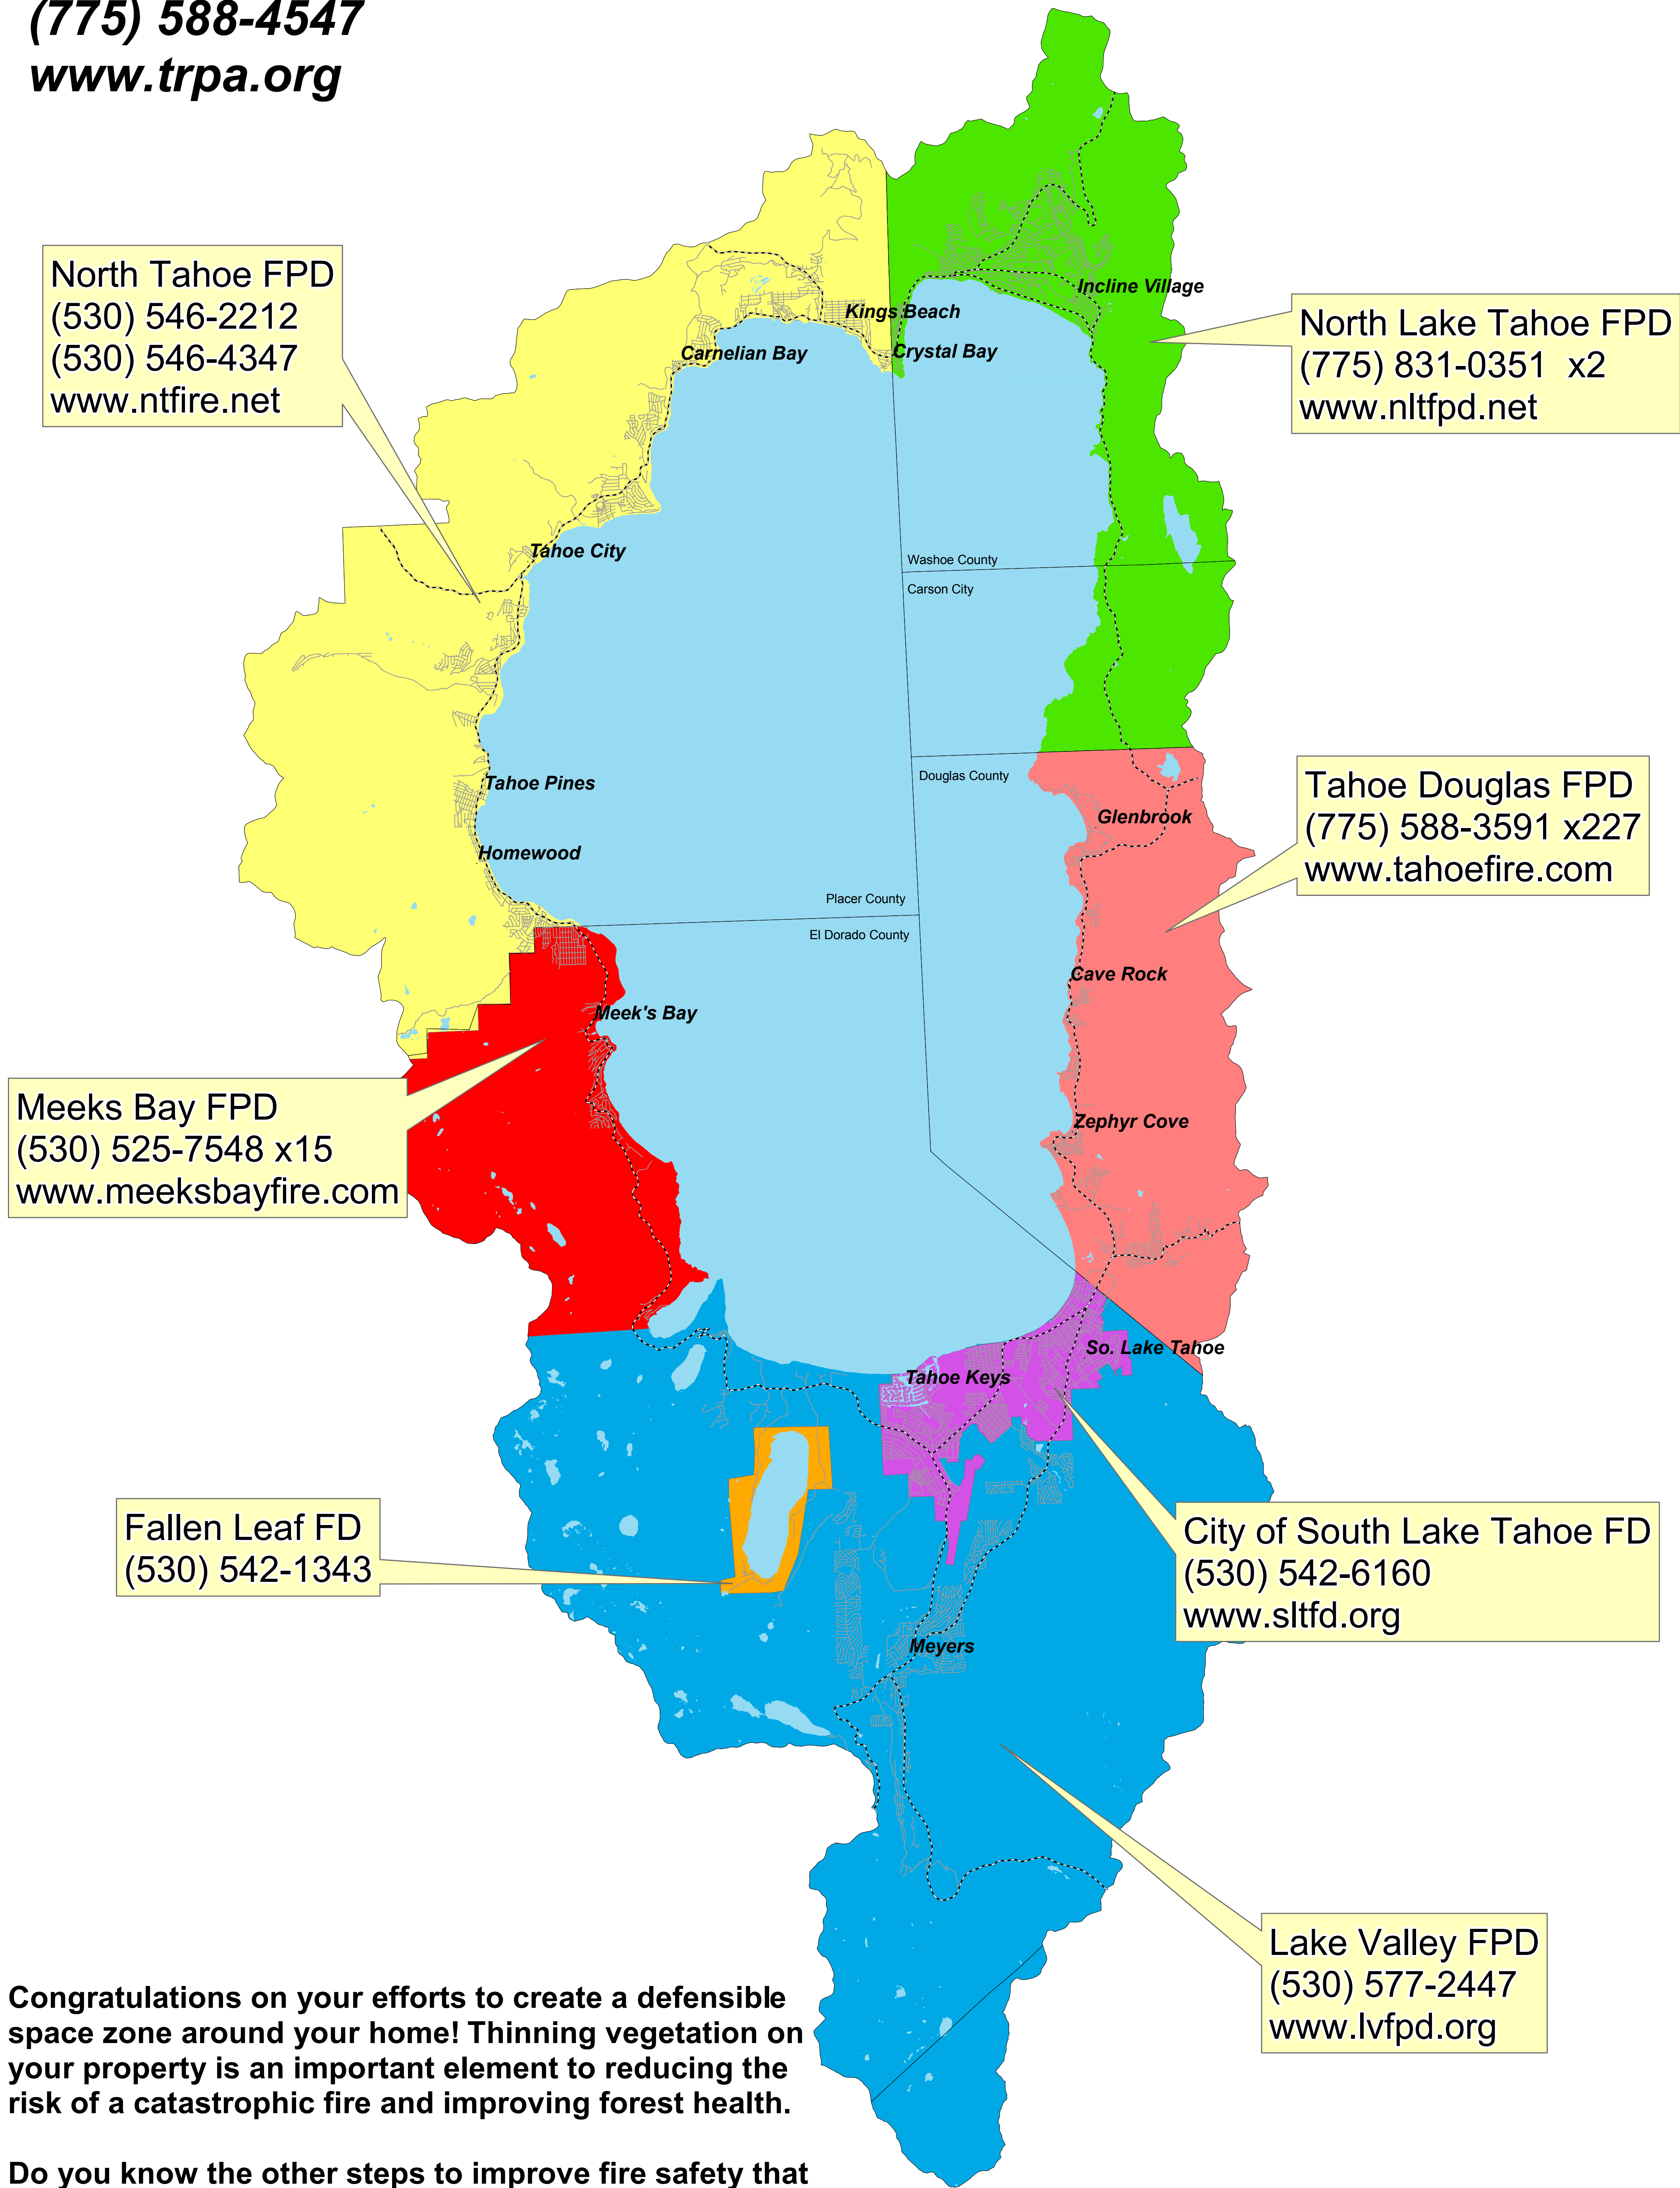 (775) 588-4547
www.trpa.org
North Tahoe FPD
(530) 546-2212
(530) 546-4347
www.ntfire.net
Incline Village
Kings Beach
Carnelian Bay
Crystal Bay
North Lake Tahoe FPD
(775) 831-0351 x2
www.nltfpd.net
Tahoe City
Washoe County
Carson City
Douglas County
Tahoe Pines
Glenbrook
Tahoe Douglas FPD
(775) 588-3591 x227
www.tahoefire.com
Homewood
Placer County
El Dorado County
Cave Rock
Meek's Bay
Meeks Bay FPD
(530) 525-7548 x15
www.meeksbayfire.com
Zephyr Cove
So. Lake Tahoe
Tahoe Keys
Fallen Leaf FD
(530) 542-1343
City of South Lake Tahoe FD
(530) 542-6160
www.sltfd.org
Meyers
Lake Valley FPD
(530) 577-2447
www.lvfpd.org
Congratulations on your efforts to create a defensible
space zone around your home! Thinning vegetation on
your property is an important element to reducing the
risk of a catastrophic fire and improving forest health.
Do you know the other steps to improve fire safety that